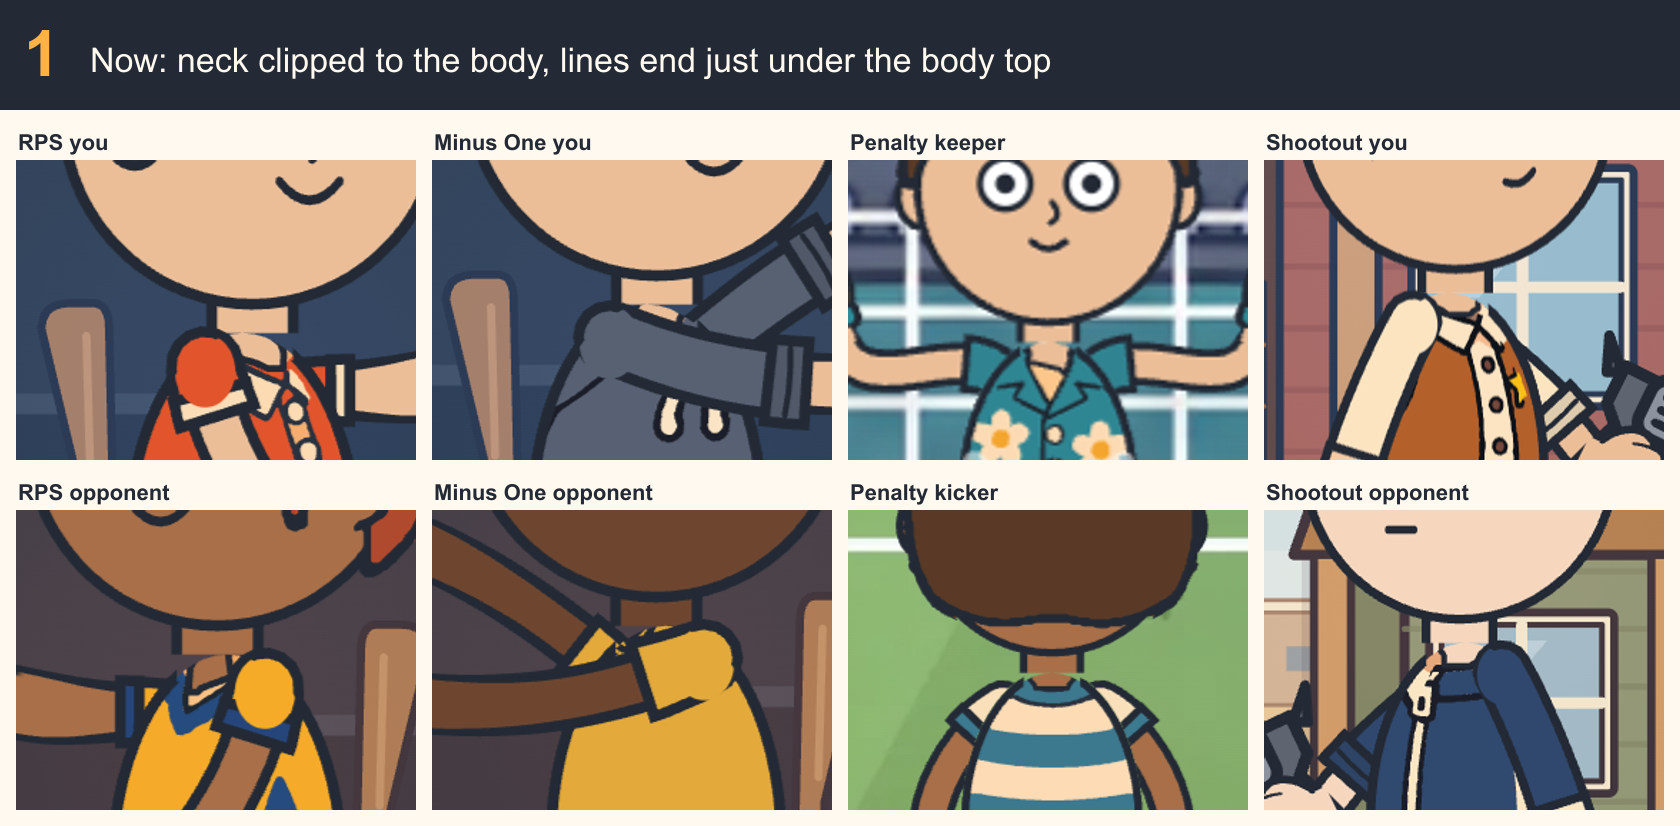 1 Now: neck clipped to the body, lines end just under the body top
RPS you Minus One you Penalty keeper Shootout you
RPS opponent Minus One opponent Penalty kicker Shootout opponent